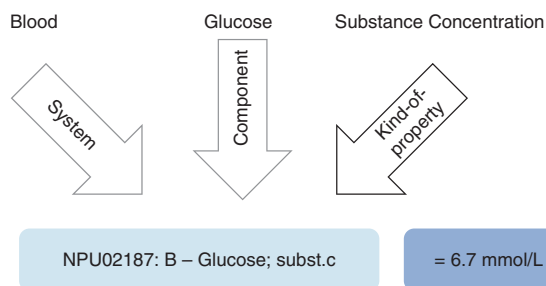 Blood
Glucose
Substance Concentration
System
Component
Kind-of-
property
NPU02187: B – Glucose; subst.c
= 6.7 mmol/L